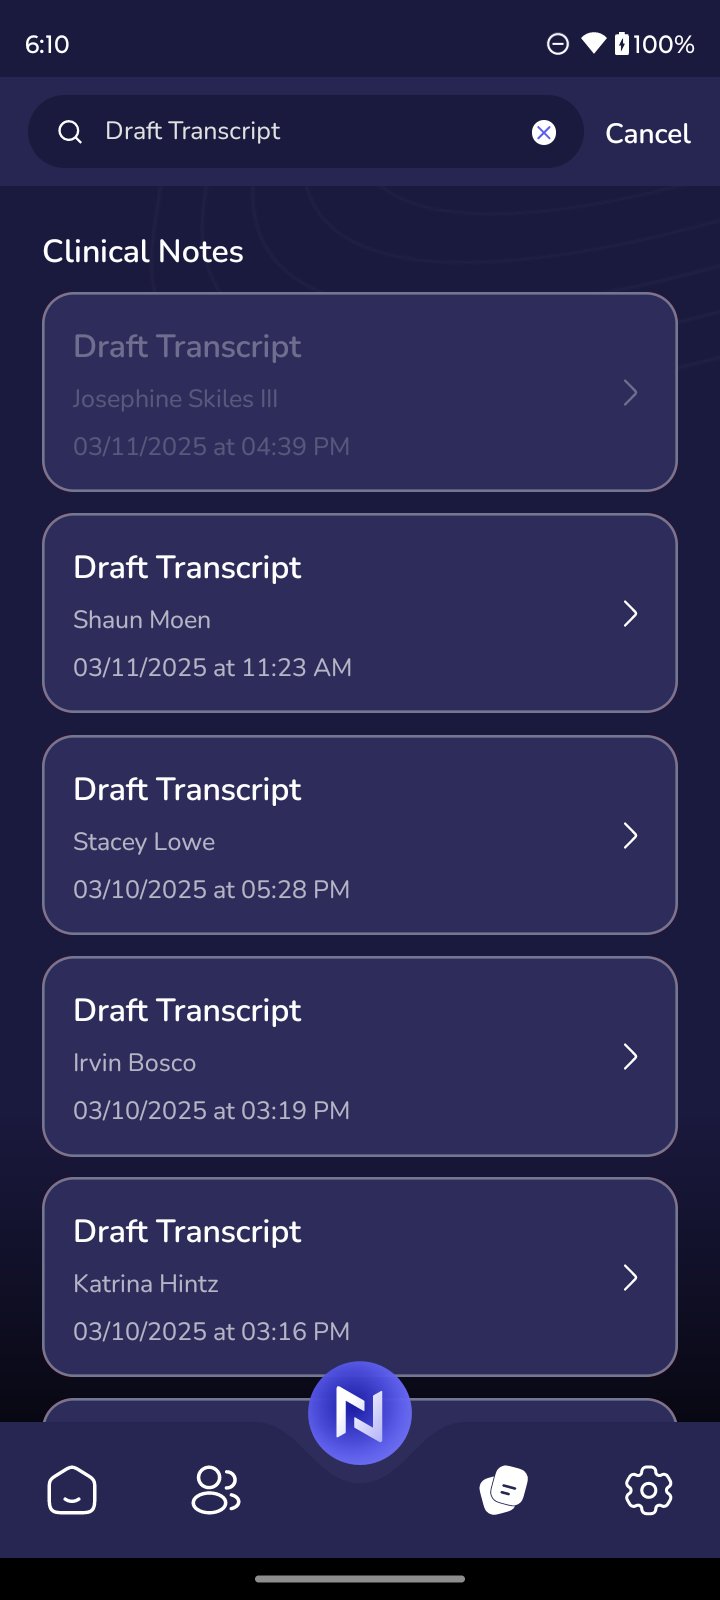 6:10
100%
Draft Transcript
Cancel
Clinical Notes
Draft Transcript
Josephine Skiles III
03/11/2025 at 04:39 PM
Draft Transcript
Shaun Moen
03/11/2025 at 11:23 AM
Draft Transcript
Stacey Lowe
03/10/2025 at 05:28 PM
Draft Transcript
Irvin Bosco
03/10/2025 at 03:19 PM
Draft Transcript
Katrina Hintz
03/10/2025 at 03:16 PM